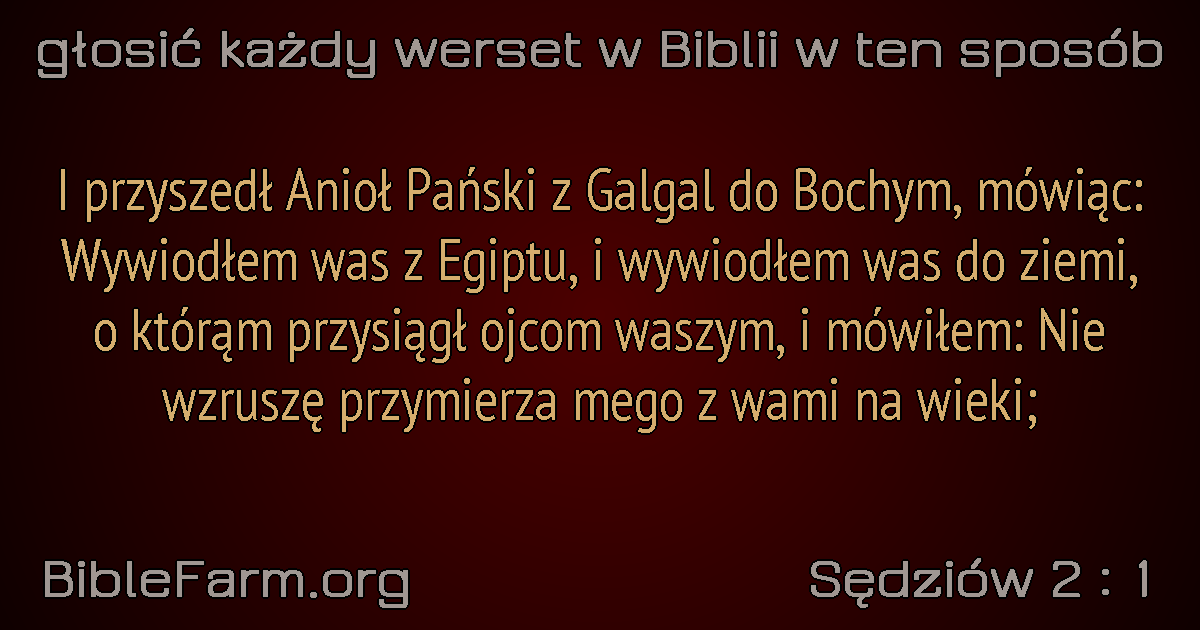 głosić każdy werset w Biblii w ten sposób
I przyszedł Anioł Pański z Galgal do Bochym, mówiąc:
Wywiodłem was z Egiptu, i wywiodłem was do ziemi,
o którąm przysiągł ojcom waszym, i mówiłem: Nie
wzruszę przymierza mego z wami na wieki;
BibleFarm.org
Sędziów 2 : 1